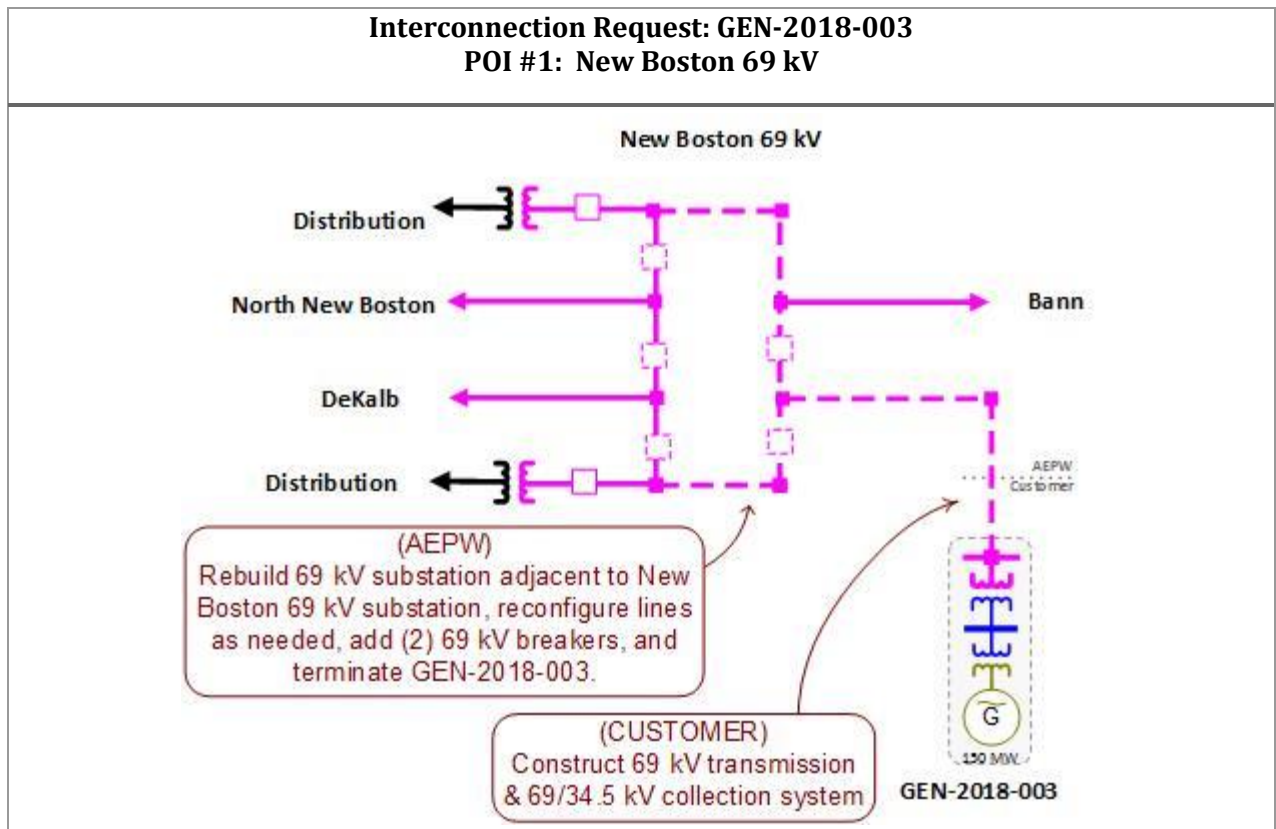 Interconnection Request: GEN-2018-003
POI #1: New Boston 69 kV
New Boston 69 kV
Distribution
North New Boston
Bann
DeKalb
Distribution
AEPW
Customer
(AEPW)
Rebuild 69 kV substation adjacent to New
Boston 69 kV substation, reconfigure lines
as needed, add (2) 69 kV breakers, and
terminate GEN-2018-003.
(CUSTOMER)
Construct 69 kV transmission
& 69/34.5 kV collection system
G
MW
GEN-2018-003